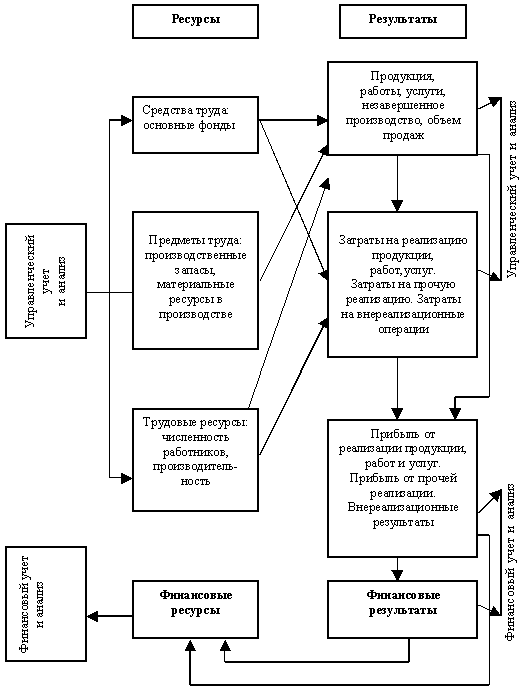 Ресурсы
Результаты
Средства труда:
основные фонды
Продукция,
работы, услуги,
незавершенное
производство, объем
продаж
Управленческий учет и анализ
Управленческий
учет
и анализ
Предметы труда:
производственные
запасы,
материальные
ресурсы в
производстве
Затраты на реализацию
продукции,
работ,услуг.
Затраты на прочую
реализацию. Затраты
на внереализационные
операции
Трудовые ресурсы:
численность
работников,
производитель-
ность
Прибыль от
реализации продукции,
работ и услуг.
Прибыль от прочей
реализации.
Внереализационные
результаты
Финансовый учет и анализ
Финансовый учет
и анализ
Финансовые
ресурсы
Финансовые
результаты